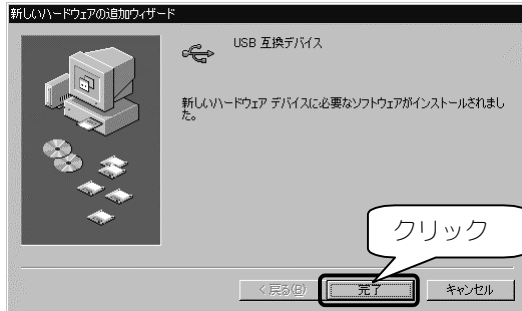 新しいハードウェアの追加ウィザード
USB 互換デバイス
新しいハードウェア デバイスに必要なソフトウェアがインストールされまし
た。
クリック
< 戻る(B)
完了
キャンセル